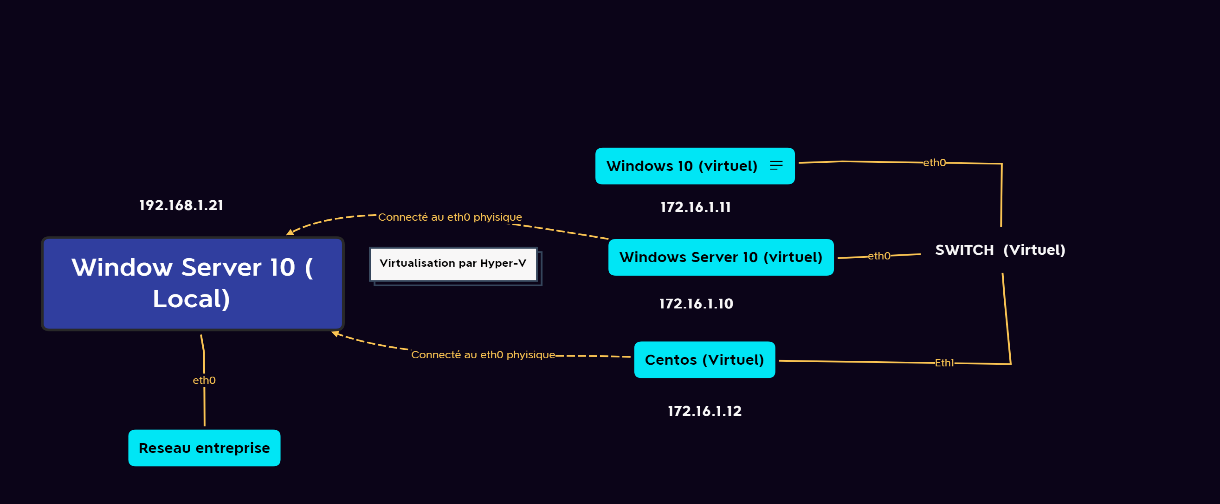 Windows 10 (virtuel)
eth0
192.168.1.21
172.16.1.11
Connecté au eth0 phyisique
SWITCH (Virtuel)
Window Server 10 (
Local)
Virtualisation par Hyper-V
Windows Server 10 (virtuel)
eth0
172.16.1.10
Connecté au eth0 phyisique
Centos (Virtuel)
Eth1
eth0
172.16.1.12
Reseau entreprise